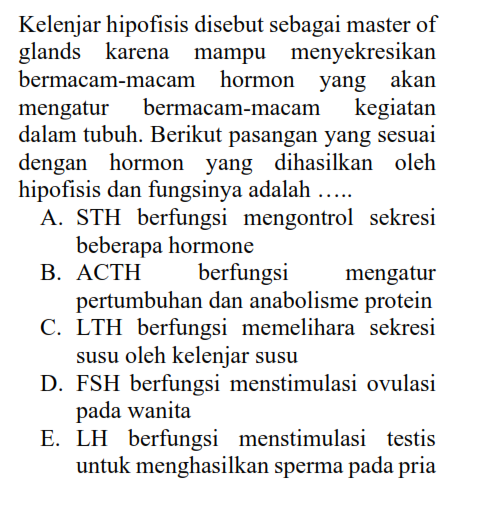 Kelenjar hipofisis disebut sebagai master of
glands karena mampu menyekresikan
bermacam-macam hormon yang akan
mengatur bermacam-macam kegiatan
dalam tubuh. Berikut pasangan yang sesuai
dengan hormon yang dihasilkan oleh
hipofisis dan fungsinya adalah …..
A. STH berfungsi mengontrol sekresi
beberapa hormone
B. ACTH berfungsi mengatur
pertumbuhan dan anabolisme protein
C. LTH berfungsi memelihara sekresi
susu oleh kelenjar susu
D. FSH berfungsi menstimulasi ovulasi
pada wanita
E. LH berfungsi menstimulasi testis
untuk menghasilkan sperma pada pria